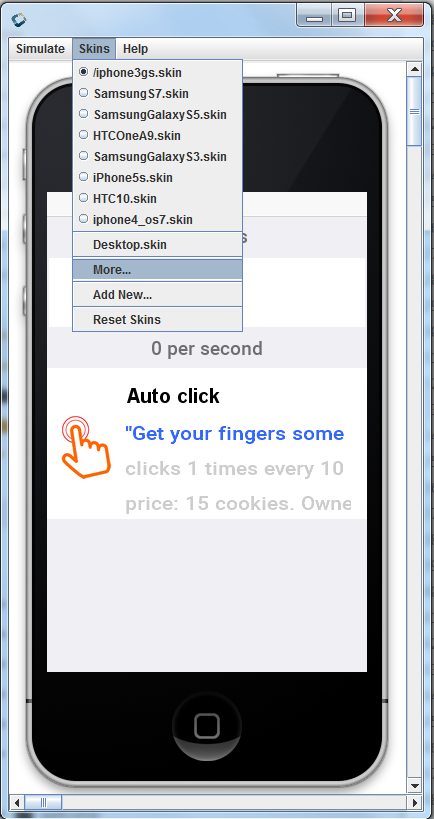 Simulate Skins Help
/iphone3gs.skin
SamsungS7.skin
SamsungGalaxyS5.skin
HTCOneA9.skin
SamsungGalaxyS3.skin
iPhone5s.skin
HTC10.skin
iphone4_os7.skin
Desktop.skin
More...
Add New...
Reset Skins
0 per second
Auto click
"Get your fingers some
clicks 1 times every 10
price: 15 cookies. Owne